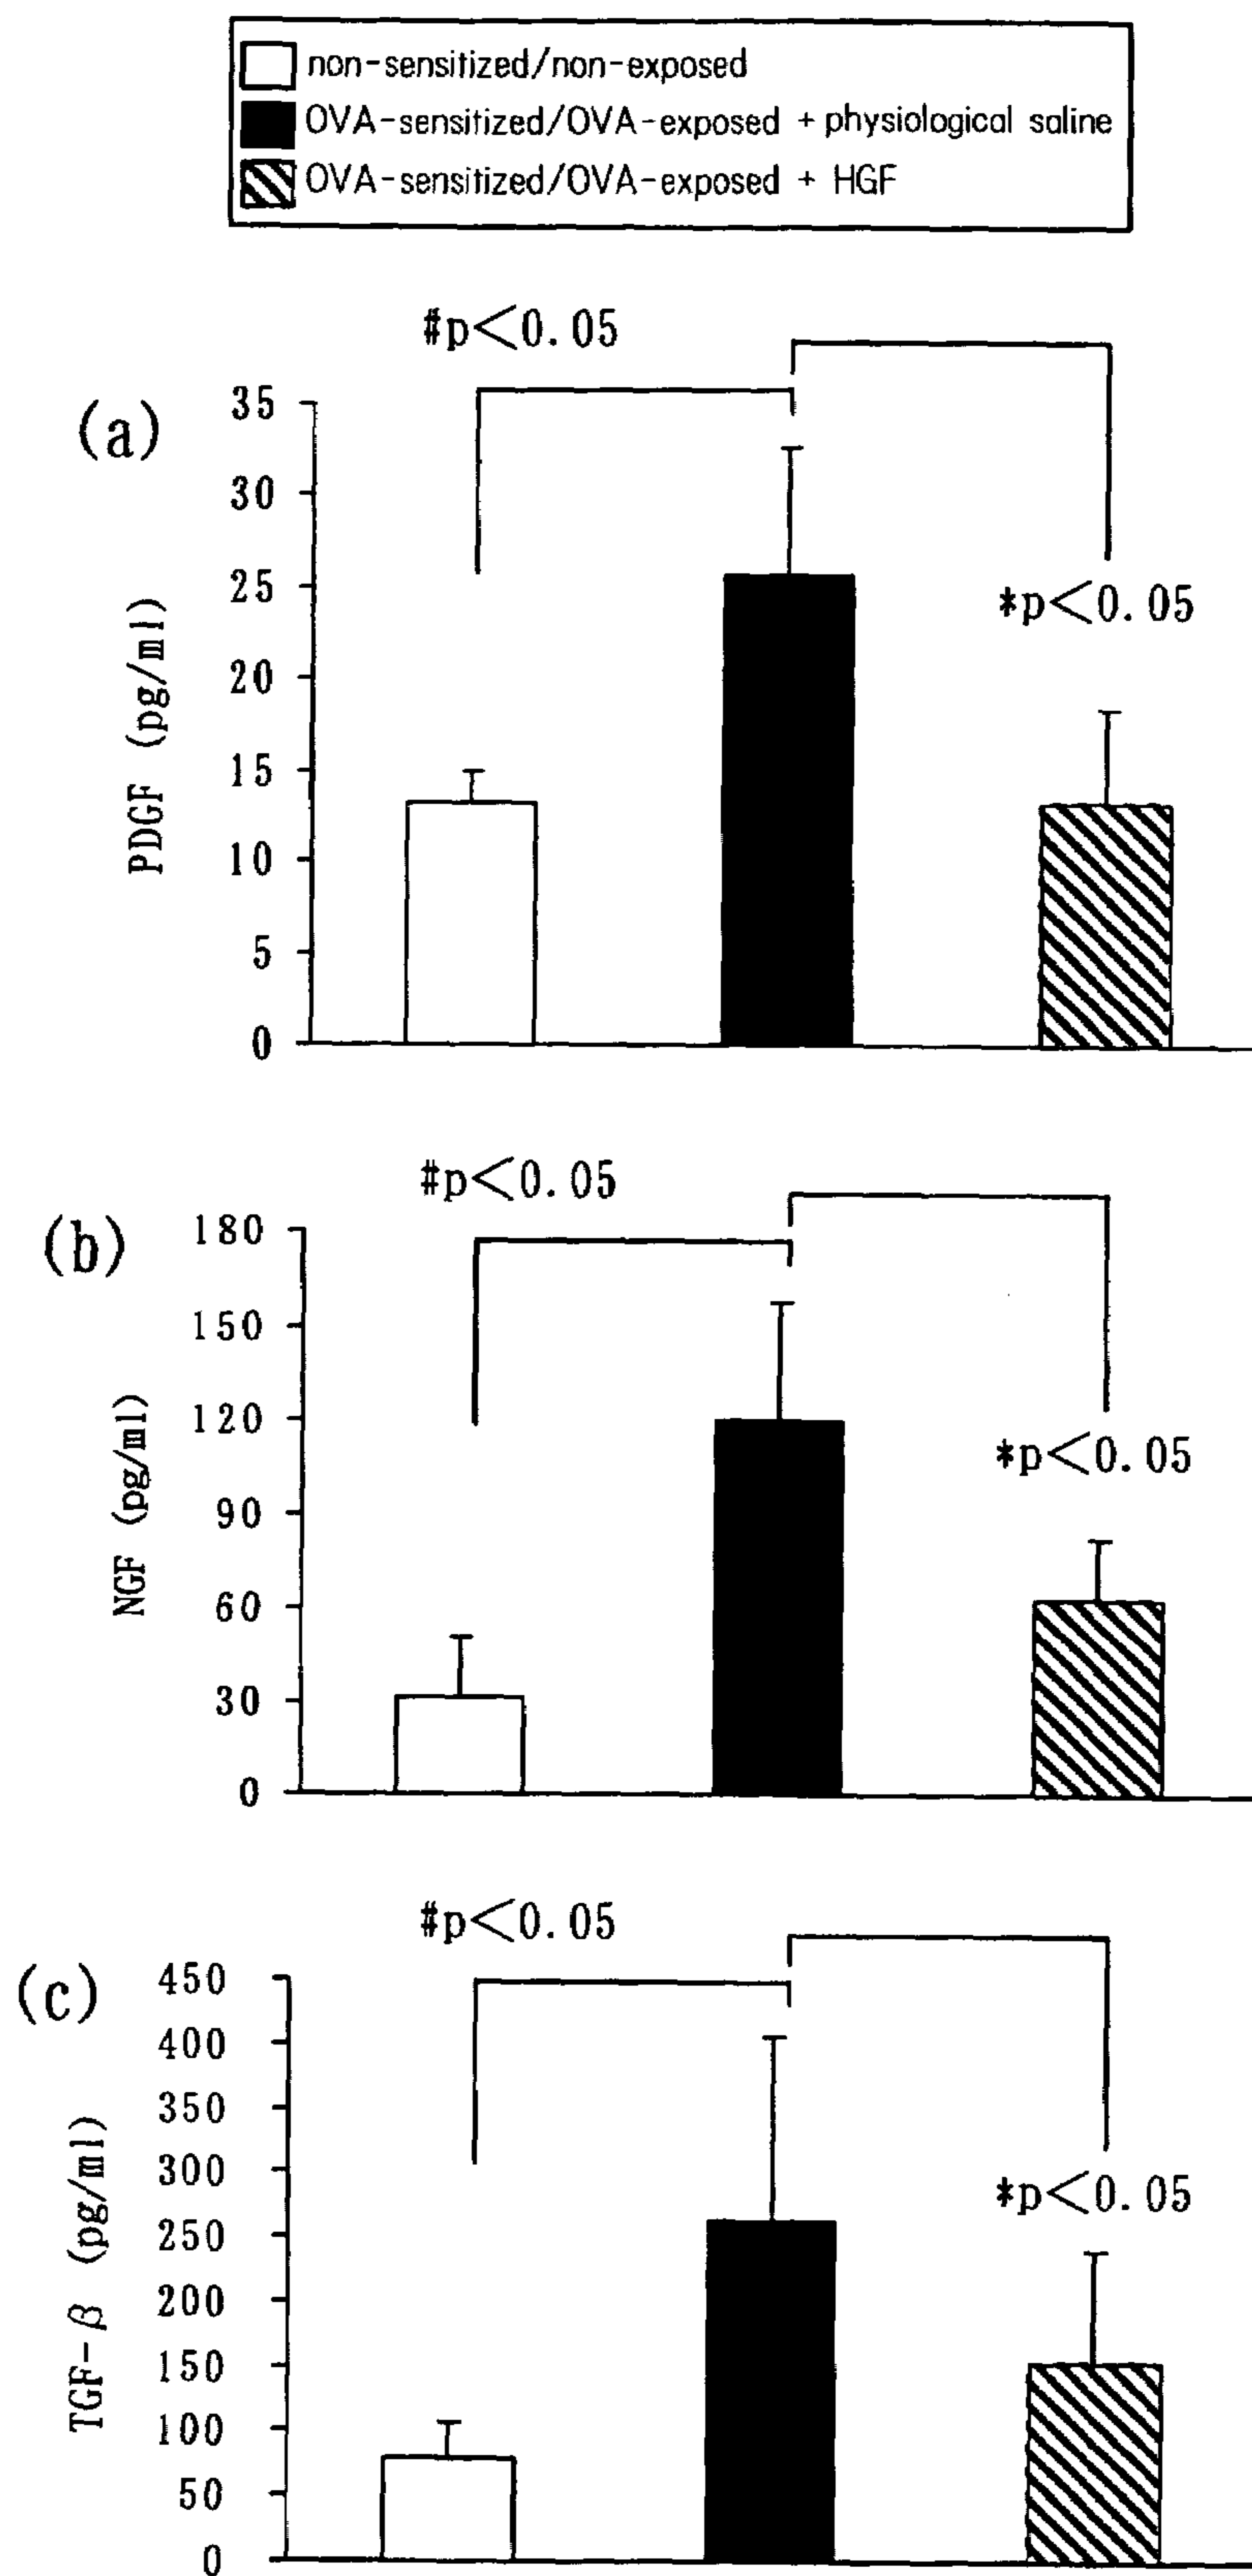 non-sensitized/non-exposed
OVA-sensitized/OVA-exposed + physiological saline
OVA-sensitized/OVA-exposed + HGF
#p<0.05
(a)
35
30
25
20
15
10
5
0
PDGF (pg/ml)
*p<0.05
#p<0.05
(b)
180
150
120
90
60
30
0
NGF (pg/ml)
*p<0.05
#p<0.05
(c)
450
400
350
300
250
200
150
100
50
0
TGF-β (pg/ml)
*p<0.05